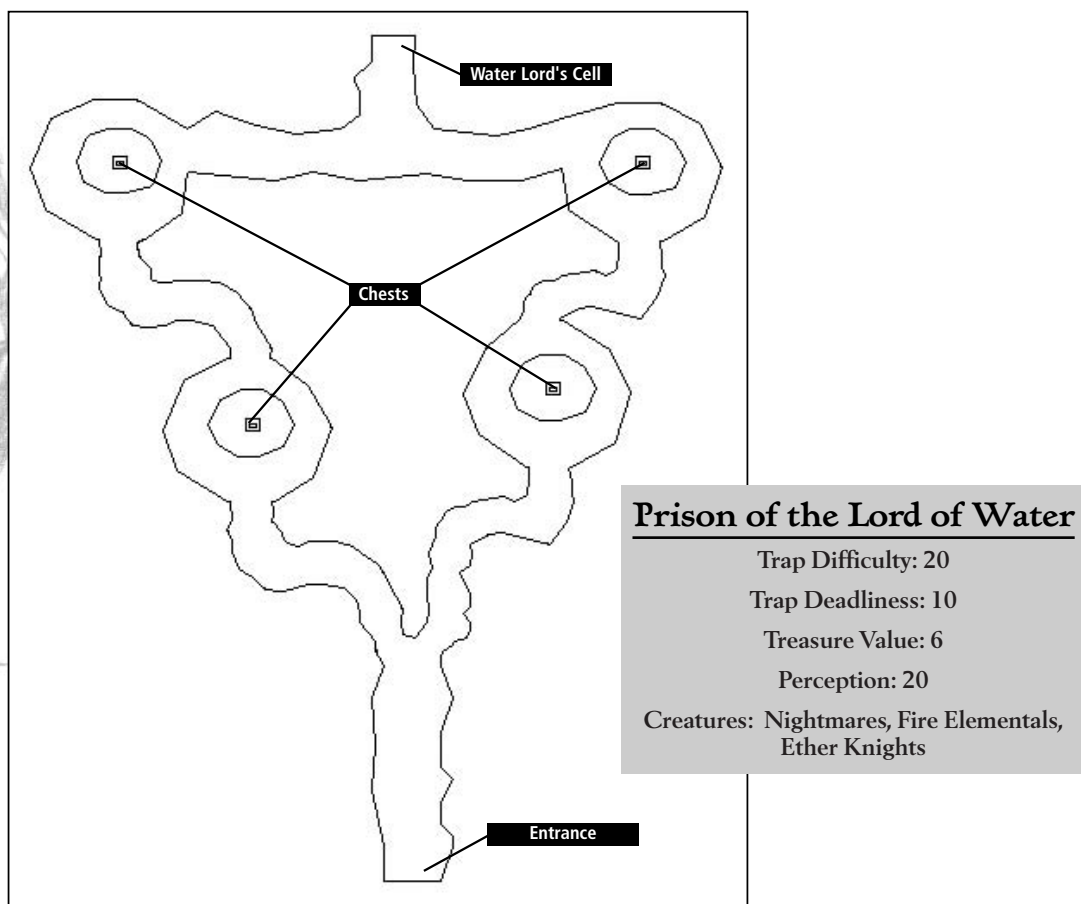 Water Lord's Cell
Chests
Prison of the Lord of Water
Trap Difficulty: 20
Trap Deadliness: 10
Treasure Value: 6
Perception: 20
Creatures: Nightmares, Fire Elementals,
Ether Knights
Entrance